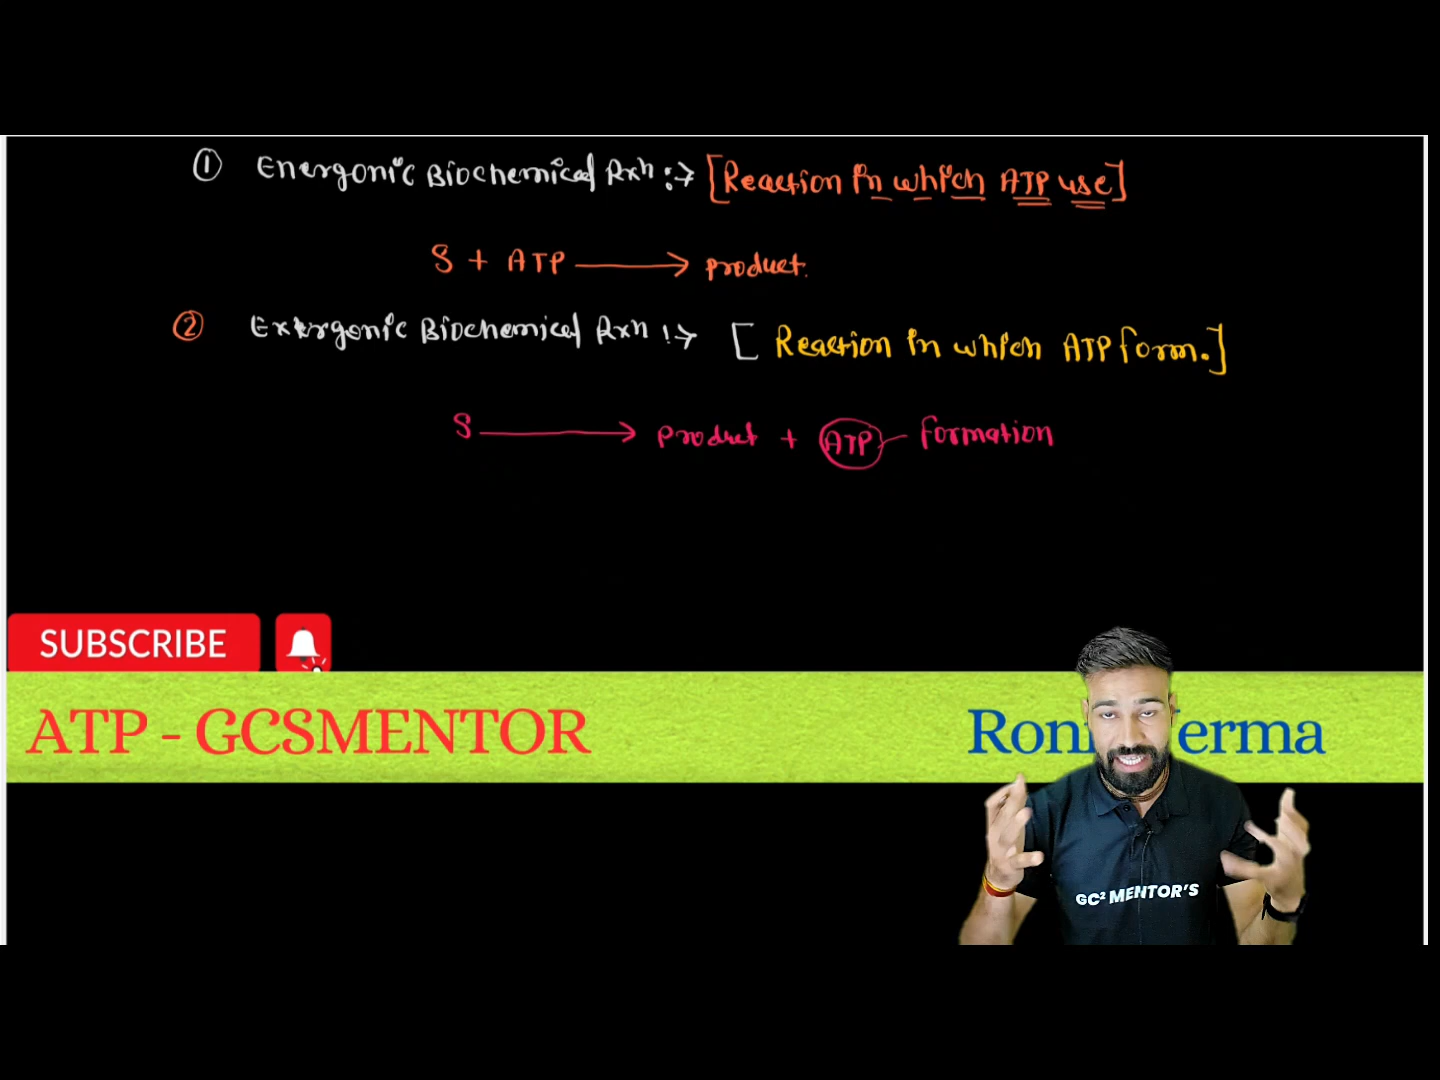 ① Energonic Biochemical Rxn :→ [Reaction in which ATP use]
S + ATP ⟶ product.
② Exergonic Biochemical Rxn :→ [Reaction in which ATP form.]
S ⟶ product + ATP - formation
SUBSCRIBE
ATP - GCSMENTOR
GC² MENTOR'S